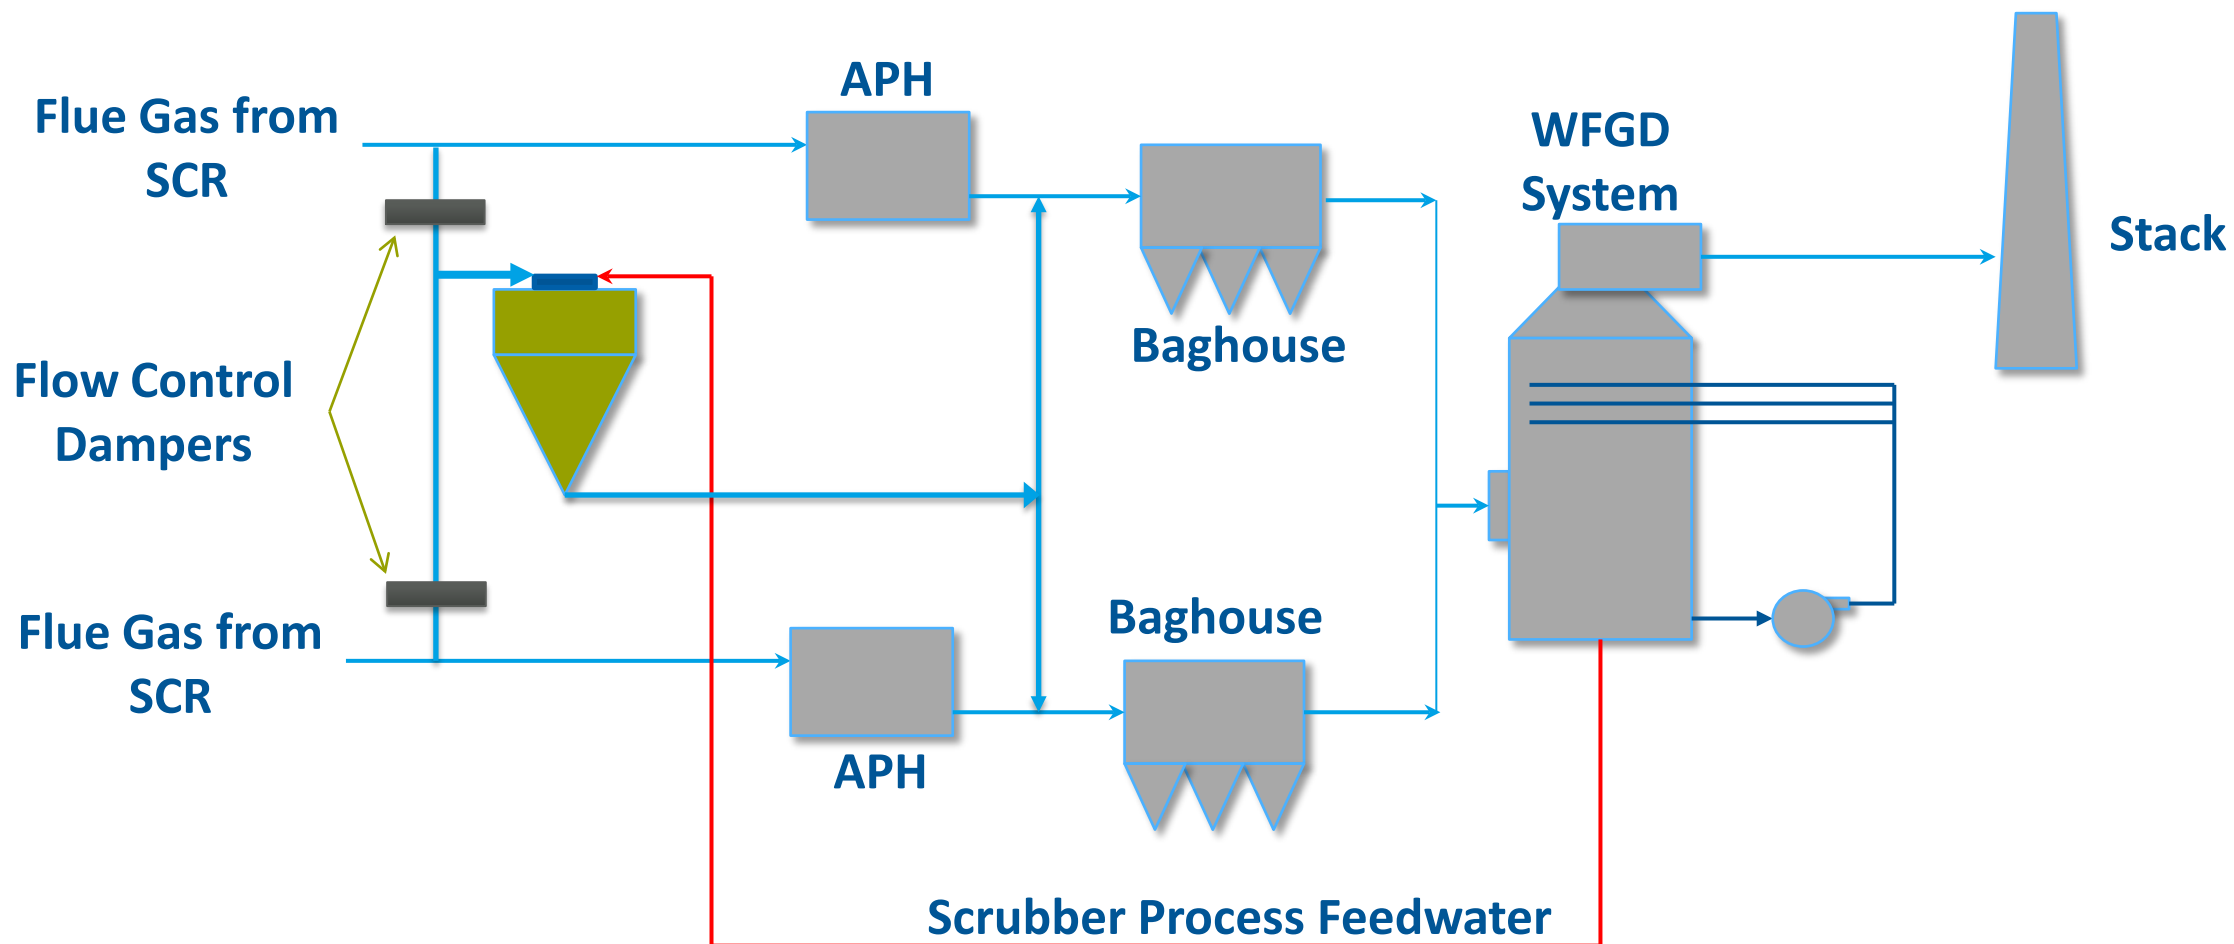 APH
Flue Gas from
SCR
WFGD
System
Stack
Baghouse
Flow Control
Dampers
Baghouse
Flue Gas from
SCR
APH
Scrubber Process Feedwater